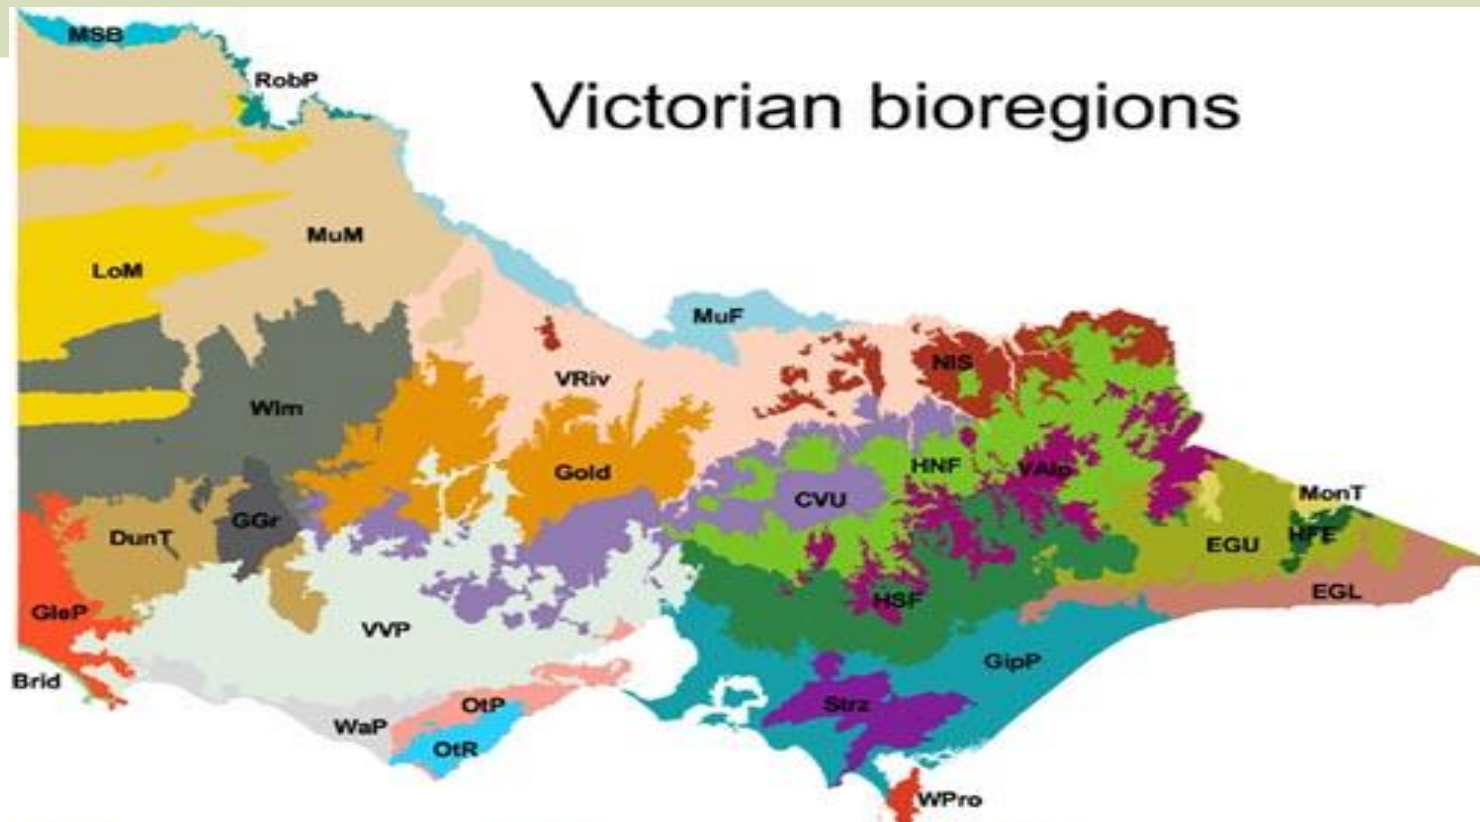 MSB
RobP
Victorian bioregions
MuM
LoM
MuF
NIS
VRiv
Wim
Gold
HNF
VAlp
CVU
MonT
GGr
DunT
HFE
EGU
EGL
HSF
GleP
VVP
GipP
Brid
Strz
OtP
WaP
OtR
WPro